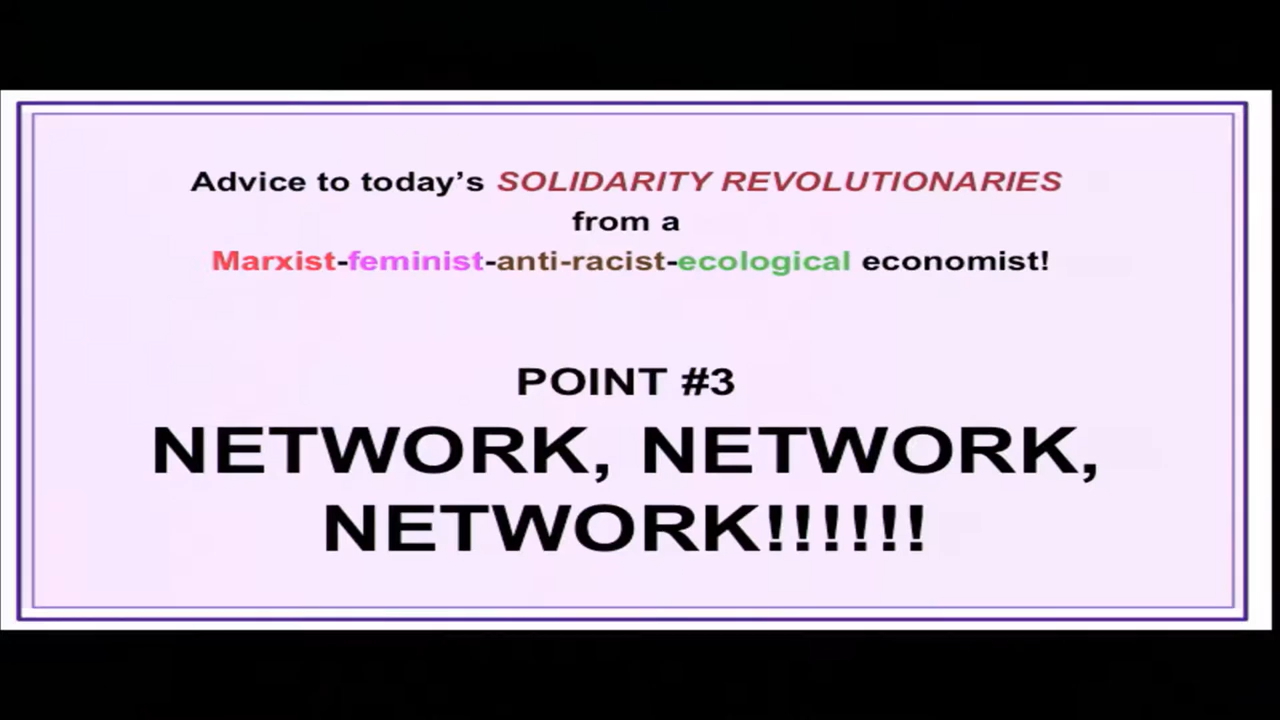 Advice to today’s SOLIDARITY REVOLUTIONARIES
from a
Marxist-feminist-anti-racist-ecological economist!
POINT #3
NETWORK, NETWORK,
NETWORK!!!!!!